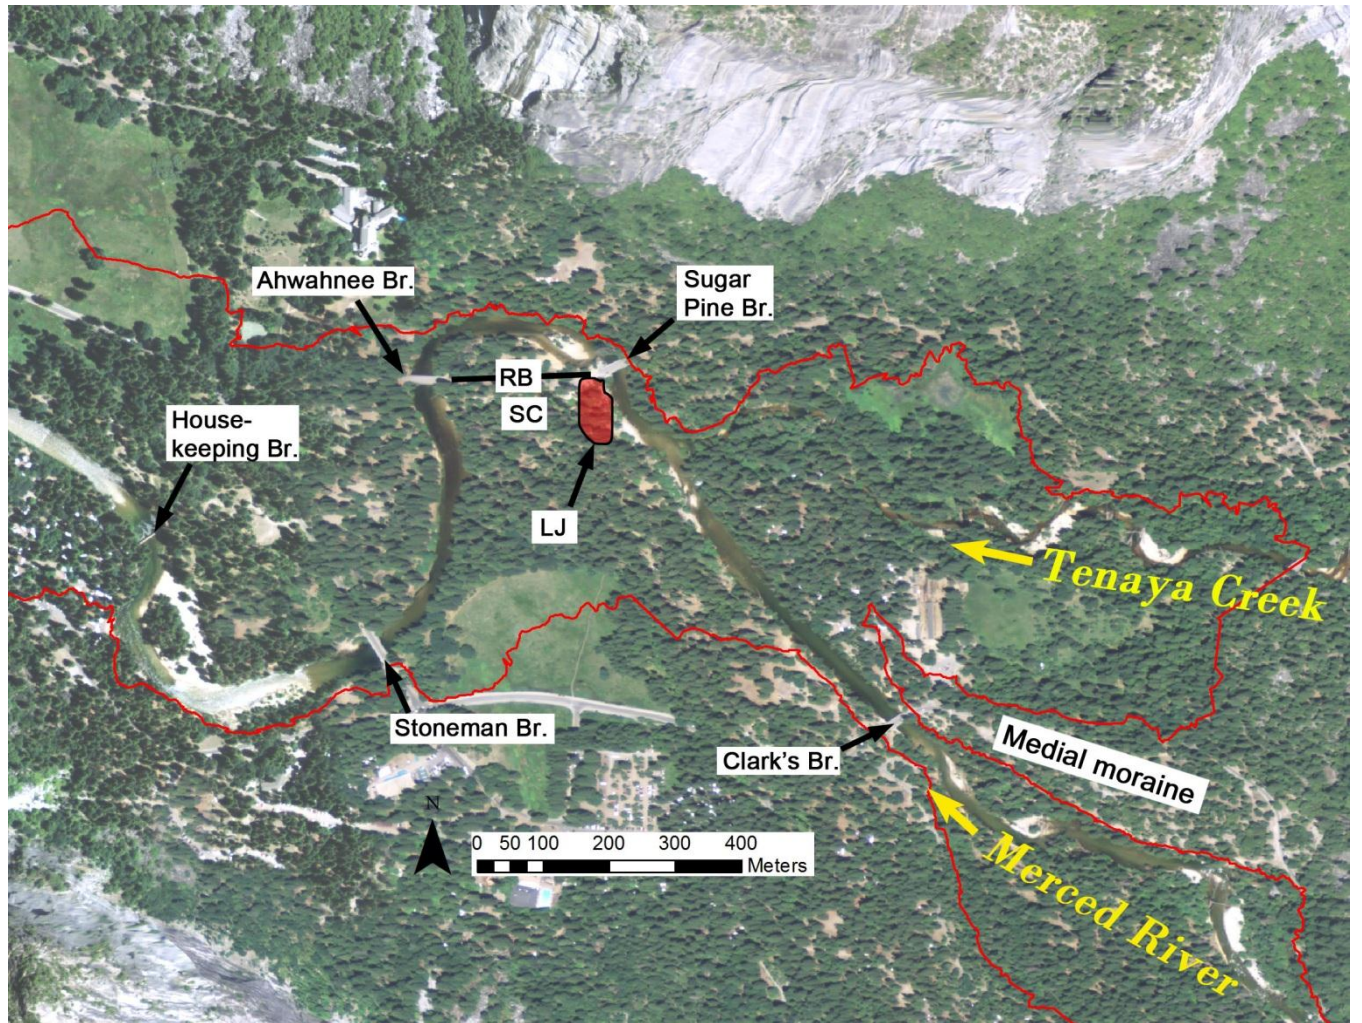 Ahwahnee Br.
Sugar
Pine Br.
RB
SC
House-
keeping Br.
LJ
Tenaya Creek
Stoneman Br.
Clark's Br.
Medial moraine
N
0 50 100 200 300 400
Meters
Merced River